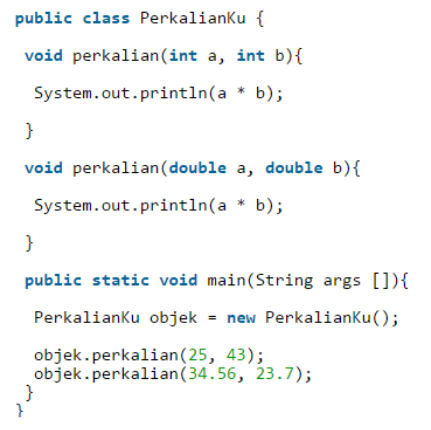 public class PerkalianKu {
void perkalian(int a, int b){
System.out.println(a * b);
}
void perkalian(double a, double b){
System.out.println(a * b);
}
public static void main(String args []){
PerkalianKu objek = new PerkalianKu();
objek.perkalian(25, 43);
objek.perkalian(34.56, 23.7);
}
}